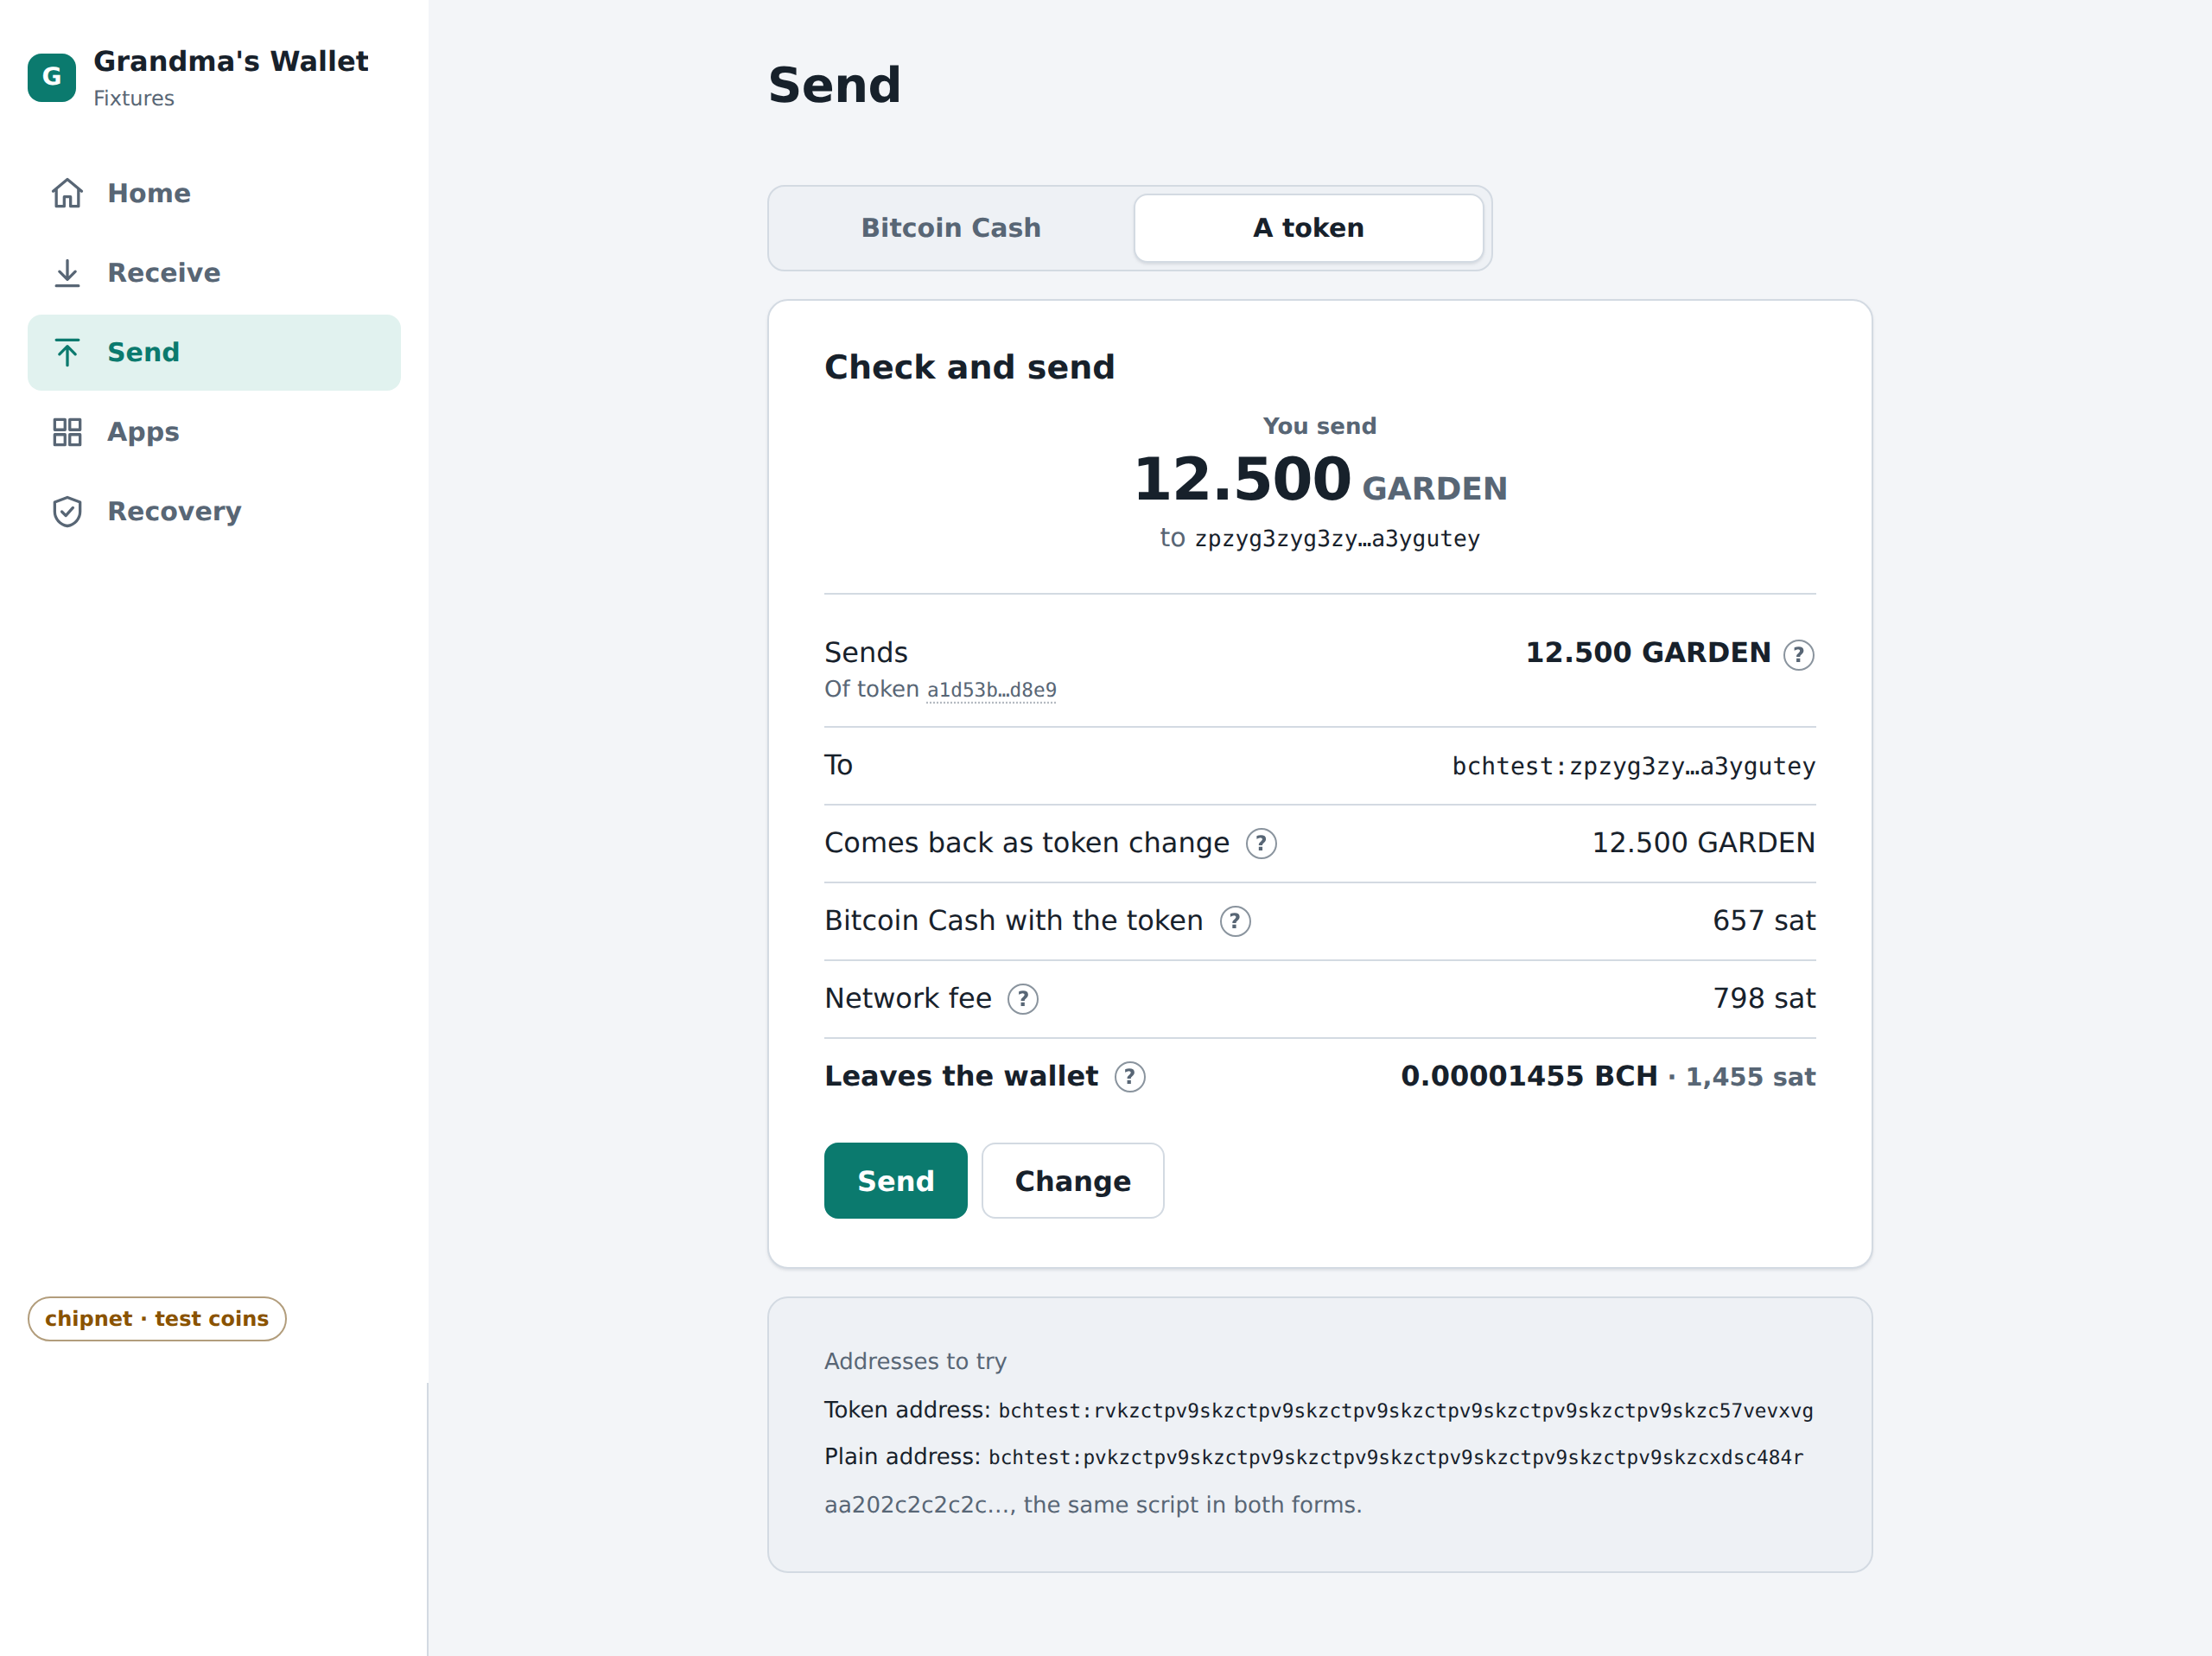 G
Grandma's Wallet
Fixtures
Home
Receive
Send
Apps
Recovery
chipnet · test coins
Send
Bitcoin Cash
A token
Check and send
You send
12.500 GARDEN
to zpzyg3zyg3zy…a3ygutey
Sends
12.500 GARDEN ?
Of token a1d53b…d8e9
To
bchtest:zpzyg3zy…a3ygutey
Comes back as token change ?
12.500 GARDEN
Bitcoin Cash with the token ?
657 sat
Network fee ?
798 sat
Leaves the wallet ?
0.00001455 BCH · 1,455 sat
Send
Change
Addresses to try
Token address: bchtest:rvkzctpv9skzctpv9skzctpv9skzctpv9skzctpv9skzctpv9skzc57vevxvg
Plain address: bchtest:pvkzctpv9skzctpv9skzctpv9skzctpv9skzctpv9skzctpv9skzcxdsc484r
aa202c2c2c2c…, the same script in both forms.